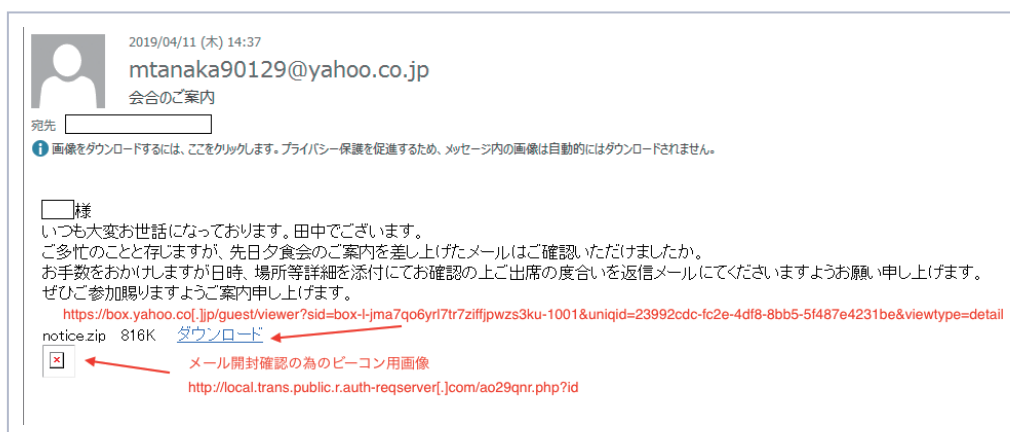 2019/04/11 (木) 14:37
mtanaka90129@yahoo.co.jp
会合のご案内
宛先
画像をダウンロードするには、ここをクリックします。プライバシー保護を促進するため、メッセージ内の画像は自動的にはダウンロードされません。
様
いつも大変お世話になっております。田中でございます。
ご多忙のことと存じますが、先日夕食会のご案内を差し上げたメールはご確認いただけましたか。
お手数をおかけしますが日時、場所等詳細を添付にてお確認の上ご出席の度合いを返信メールにてくださいますようお願い申し上げます。
ぜひご参加賜りますようご案内申し上げます。
https://box.yahoo.co[.]jp/guest/viewer?sid=box-l-jma7qo6yrl7tr7ziffjpwzs3ku-1001&uniqid=23992cdc-fc2e-4df8-8bb5-5f487e4231be&viewtype=detail
notice.zip 816K ダウンロード
メール開封確認の為のビーコン用画像
http://local.trans.public.r.auth-reqserver[.]com/ao29qnr.php?id